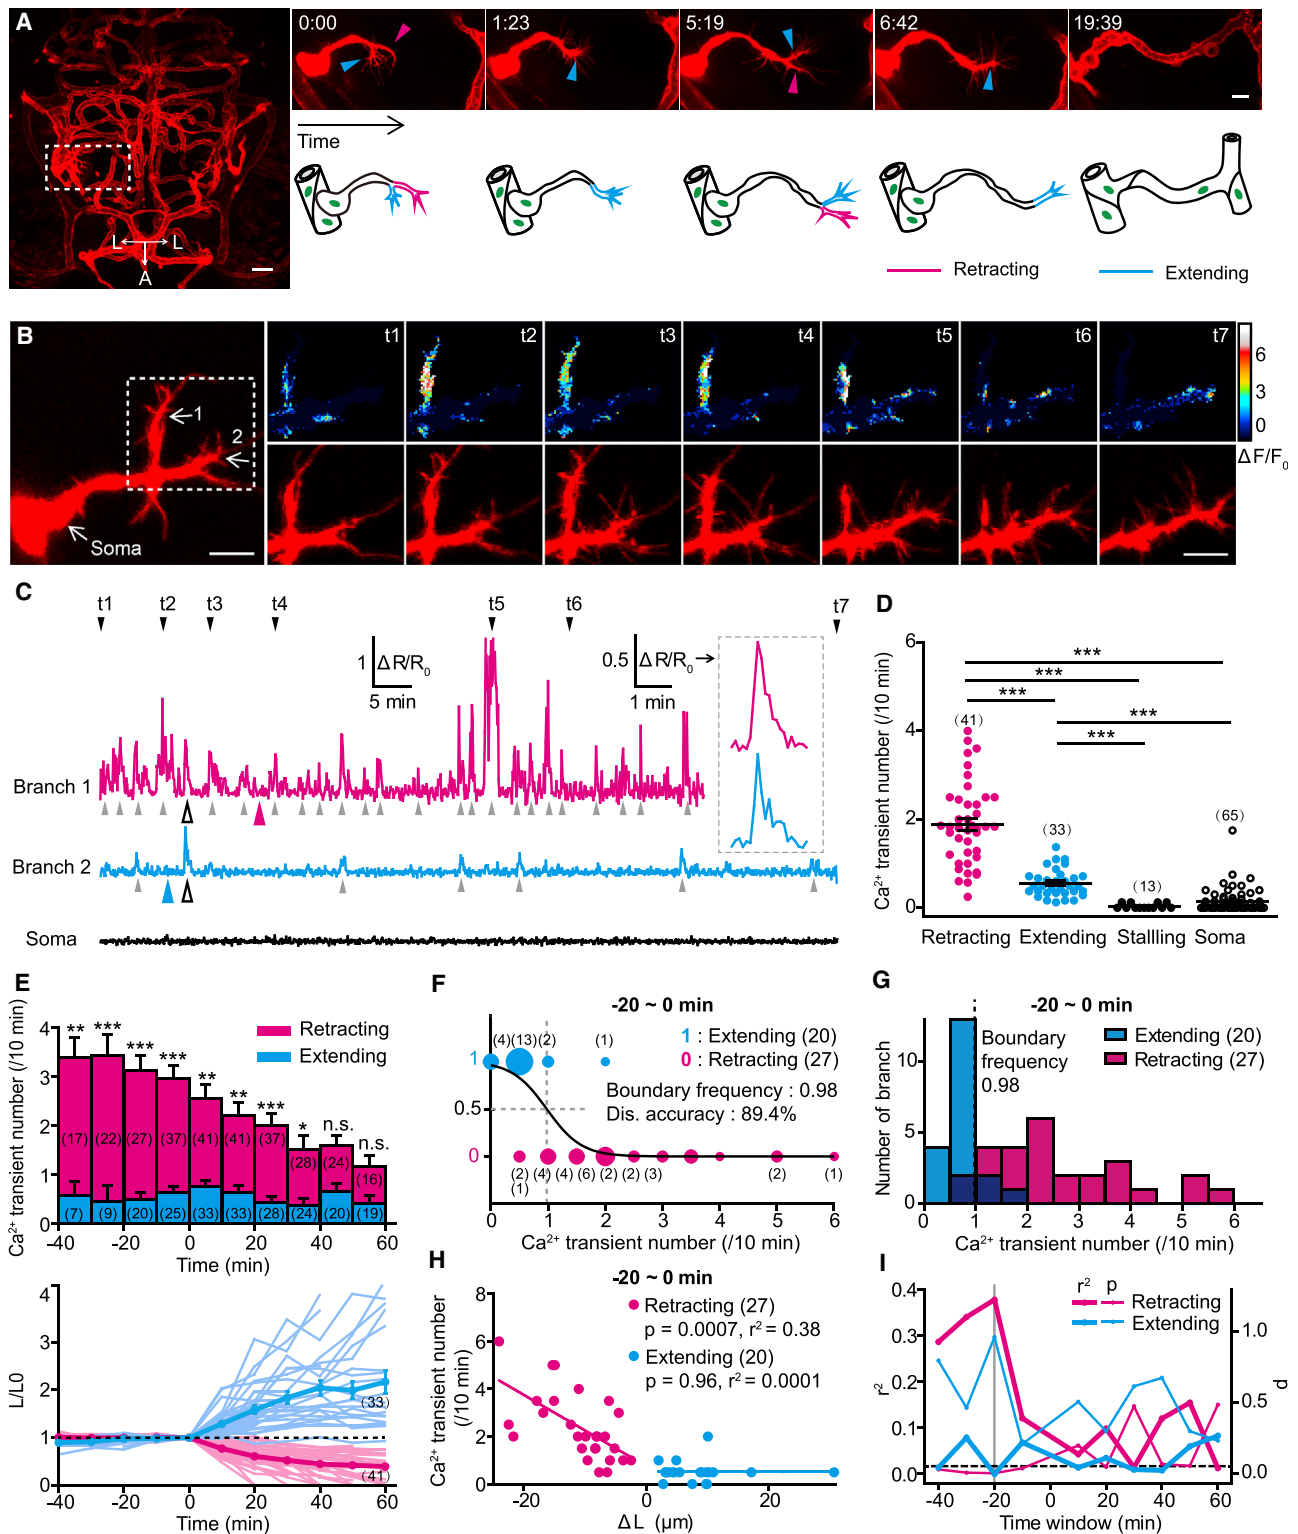 A
0:00
1:23
5:19
6:42
19:39
L
L
A
Time
Retracting
Extending
B
1
2
Soma
t1
t2
t3
t4
t5
t6
t7
6
3
0
ΔF/F0
C
t1
t2
t3
t4
t5
t6
t7
1
ΔR/R0
5 min
0.5
ΔR/R0
1 min
Branch 1
Branch 2
Soma
D
Ca2+ transient number (/10 min)
6
4
2
0
***
***
***
***
***
(41)
(33)
(13)
(65)
Retracting
Extending
Stallling
Soma
E
Ca2+ transient number (/10 min)
4
3
2
1
0
**
***
***
***
**
**
***
*
n.s.
n.s.
Retracting
Extending
(17)
(22)
(27)
(37)
(41)
(41)
(37)
(28)
(24)
(16)
(7)
(9)
(20)
(25)
(33)
(33)
(28)
(24)
(20)
(19)
-40
-20
0
20
40
60
Time (min)
L/L0
4
3
2
1
0
(33)
(41)
-40
-20
0
20
40
60
Time (min)
F
-20 ~ 0 min
1
0.5
0
(4)
(13)
(2)
(1)
1 : Extending (20)
0 : Retracting (27)
Boundary frequency : 0.98
Dis. accuracy : 89.4%
(2)
(1)
(4)
(4)
(6)
(2)
(2)
(3)
(2)
(1)
0
1
2
3
4
5
6
Ca2+ transient number (/10 min)
G
-20 ~ 0 min
Number of branch
10
5
0
Boundary
frequency
0.98
Extending (20)
Retracting (27)
0
1
2
3
4
5
6
Ca2+ transient number (/10 min)
H
-20 ~ 0 min
Ca2+ transient number
(/10 min)
8
6
4
2
0
Retracting (27)
p = 0.0007, r2 = 0.38
Extending (20)
p = 0.96, r2 = 0.0001
-20
0
20
ΔL (μm)
I
r2
0.4
0.3
0.2
0.1
0.0
r2
p
Retracting
Extending
1.0
0.5
0.0
p
-40
-20
0
20
40
60
Time window (min)